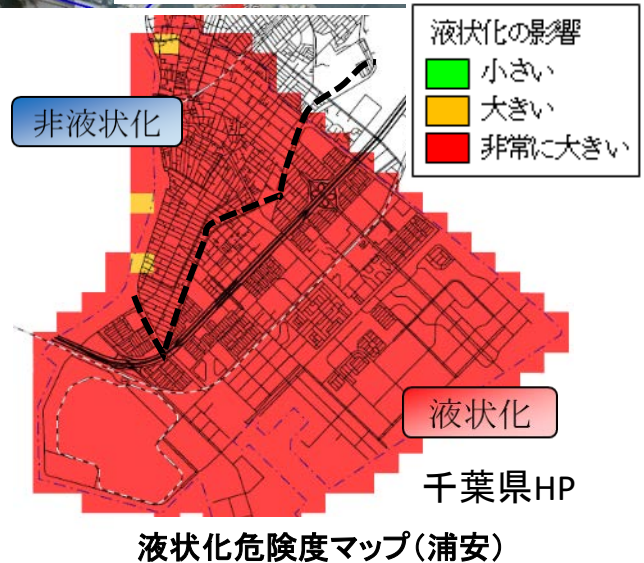 液状化の影響
小さい
大きい
非常に大きい
非液状化
液状化
千葉県HP
液状化危険度マップ(浦安)